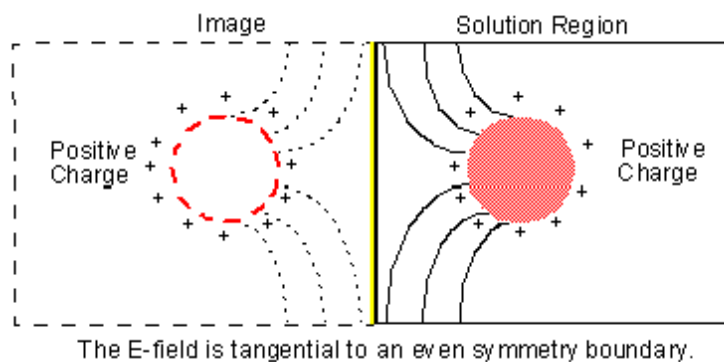 Image
Solution Region
Positive
Charge
Positive
Charge
The E-field is tangential to an even symmetry boundary.